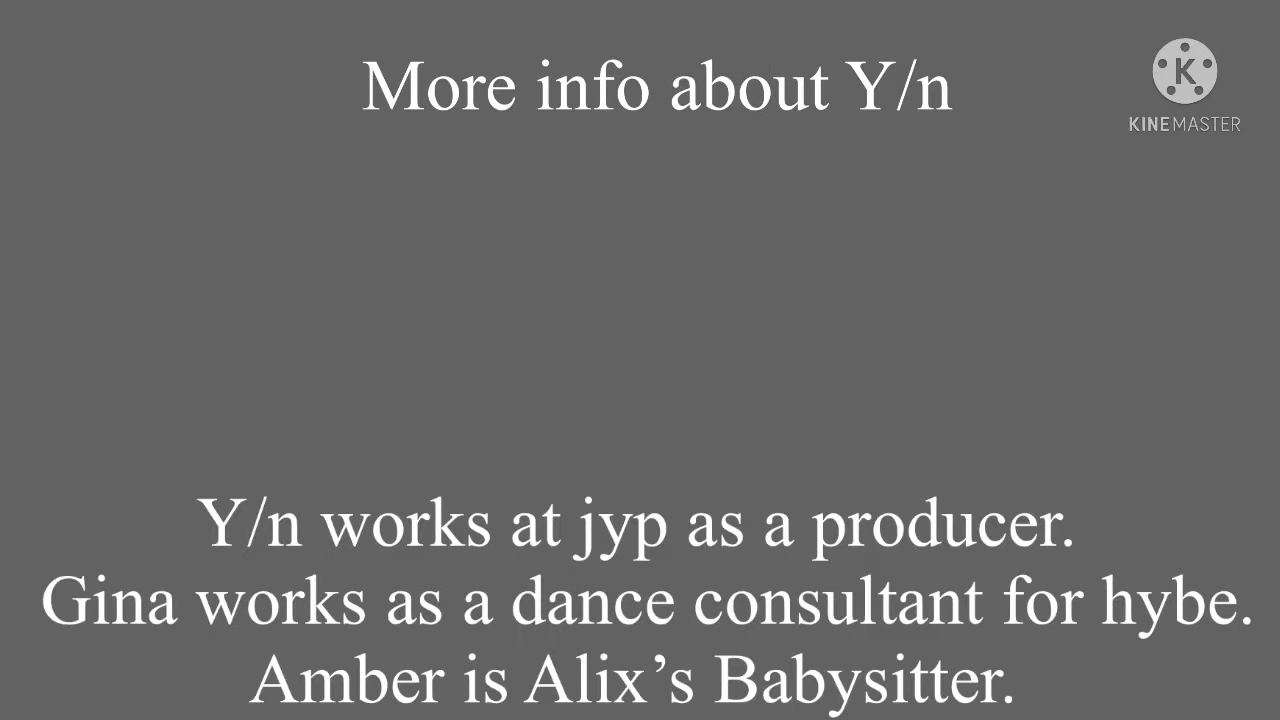 More info about Y/n
K
KINEMASTER
Y/n works at jyp as a producer.
Gina works as a dance consultant for hybe.
Amber is Alix’s Babysitter.